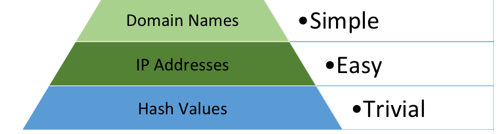 Domain Names •Simple
IP Addresses •Easy
Hash Values •Trivial